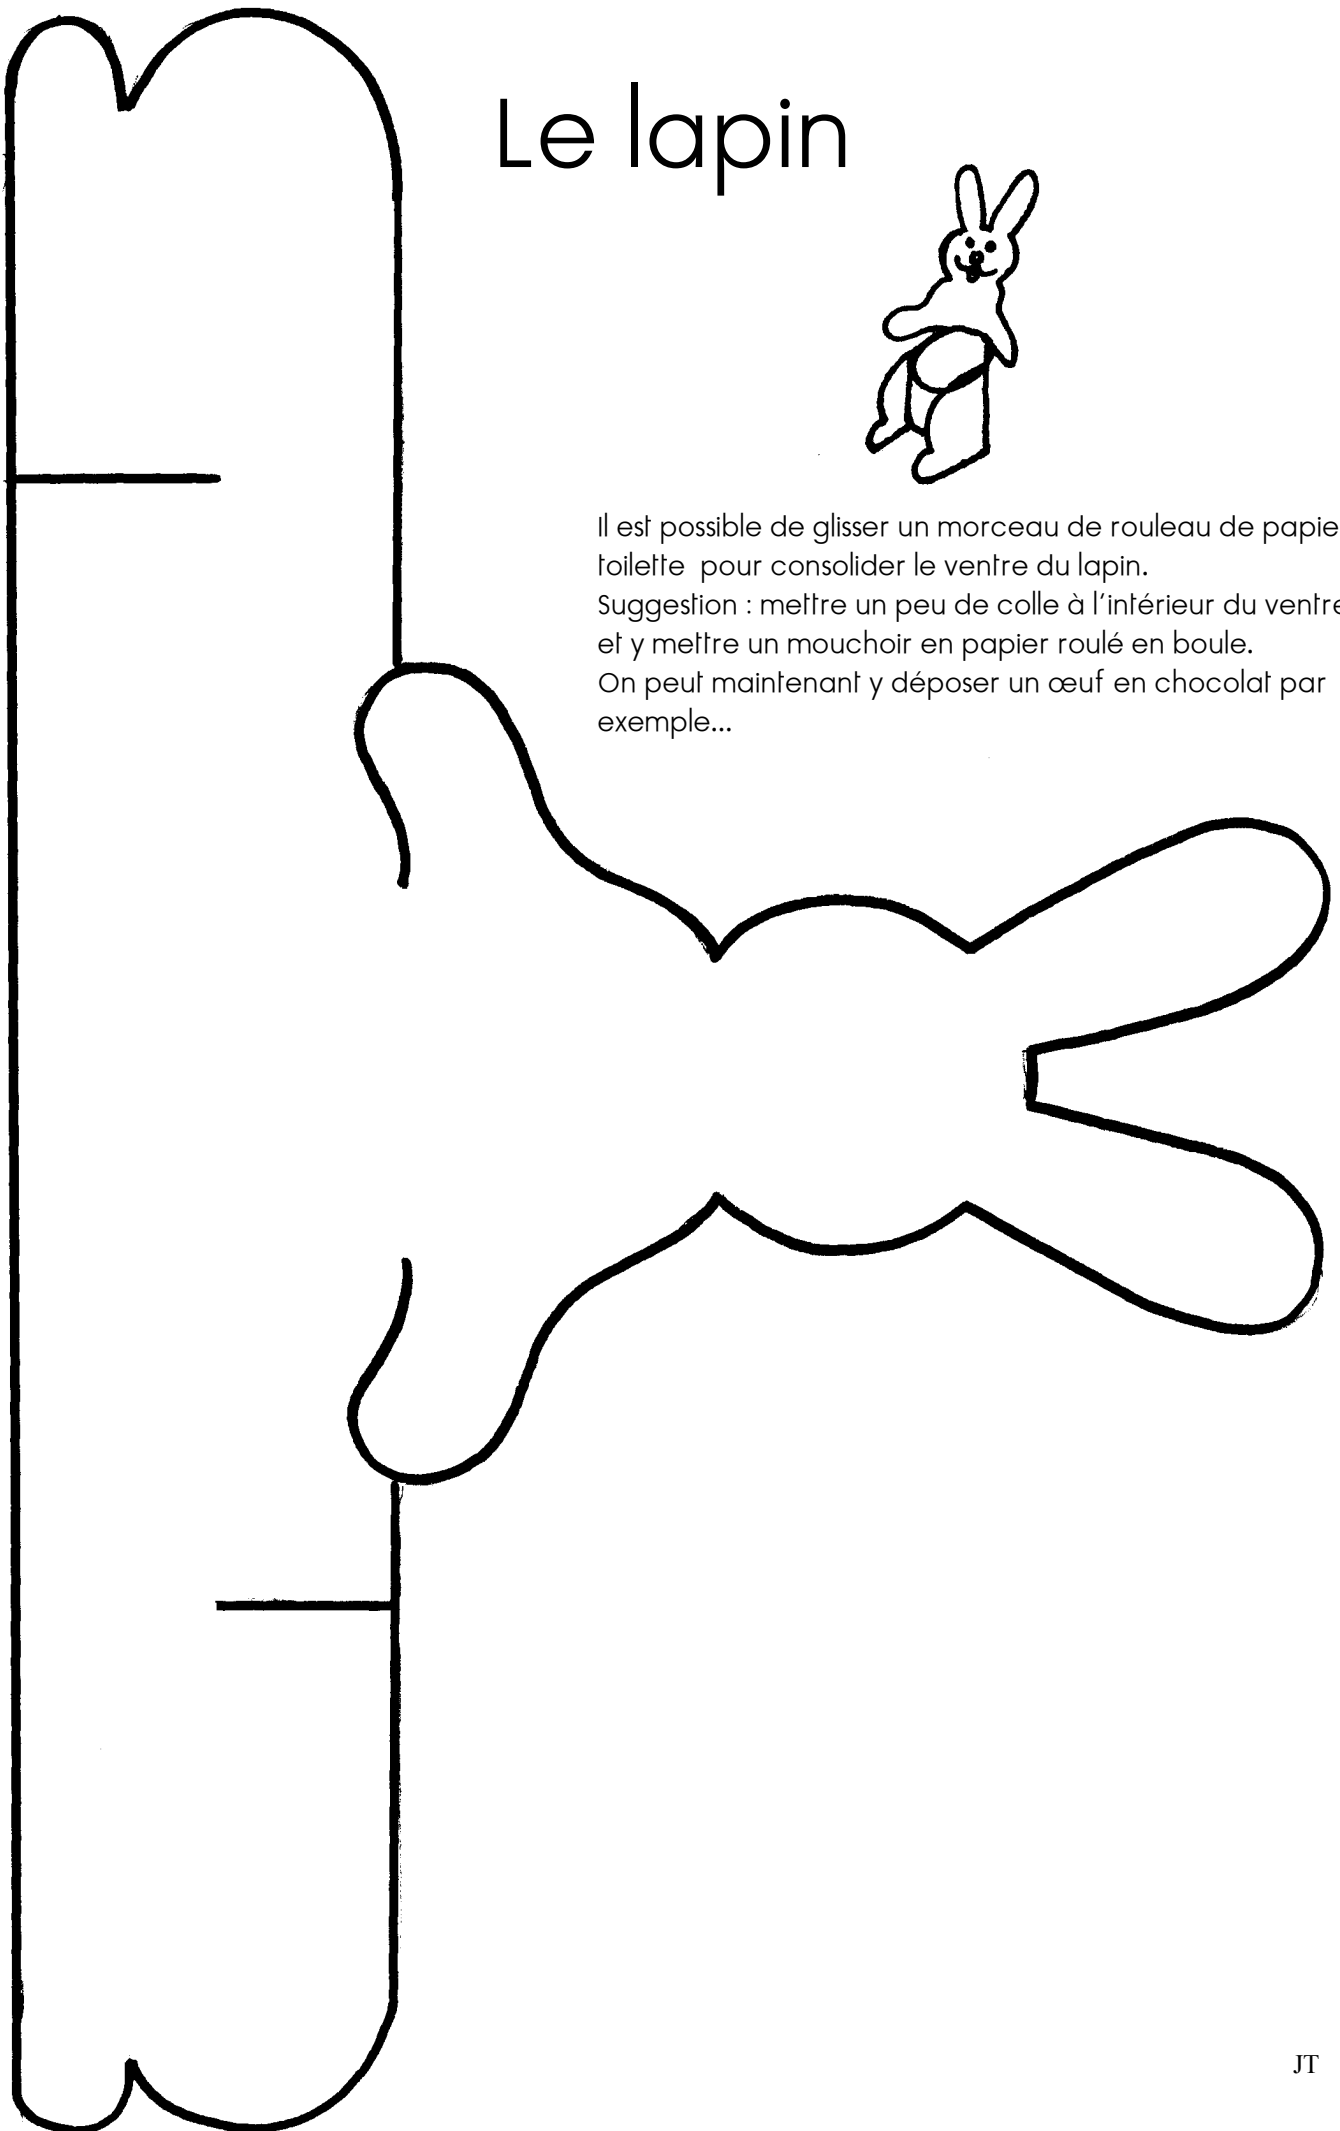 Le lapin
Il est possible de glisser un morceau de rouleau de papie
toilette  pour consolider le ventre du lapin.
Suggestion : mettre un peu de colle à l'intérieur du ventre
et y mettre un mouchoir en papier roulé en boule.
On peut maintenant y déposer un œuf en chocolat par
exemple...
JT